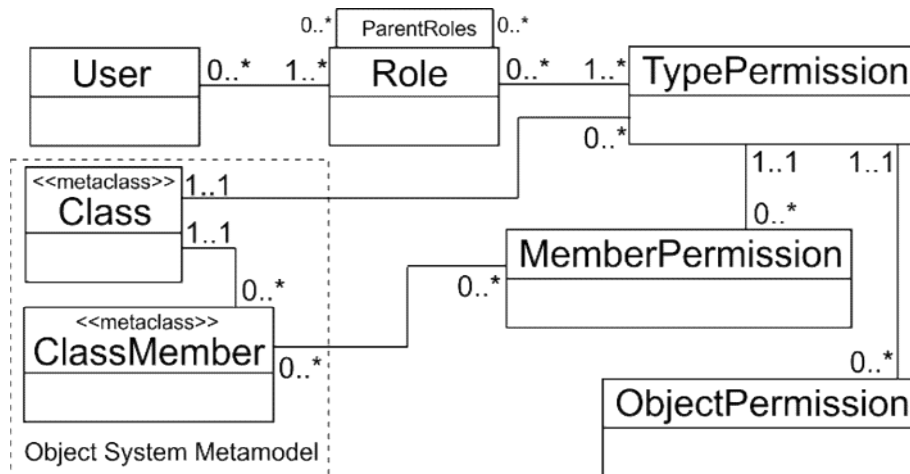 0..* ParentRoles 0..*
User 0..* 1..* Role 0..* 1..* TypePermission
0..*
<<metaclass>> 1..1 1..1 1..1
Class
1..1 0..*
MemberPermission
0..* 0..*
<<metaclass>>
ClassMember 0..* 0..*
ObjectPermission
Object System Metamodel